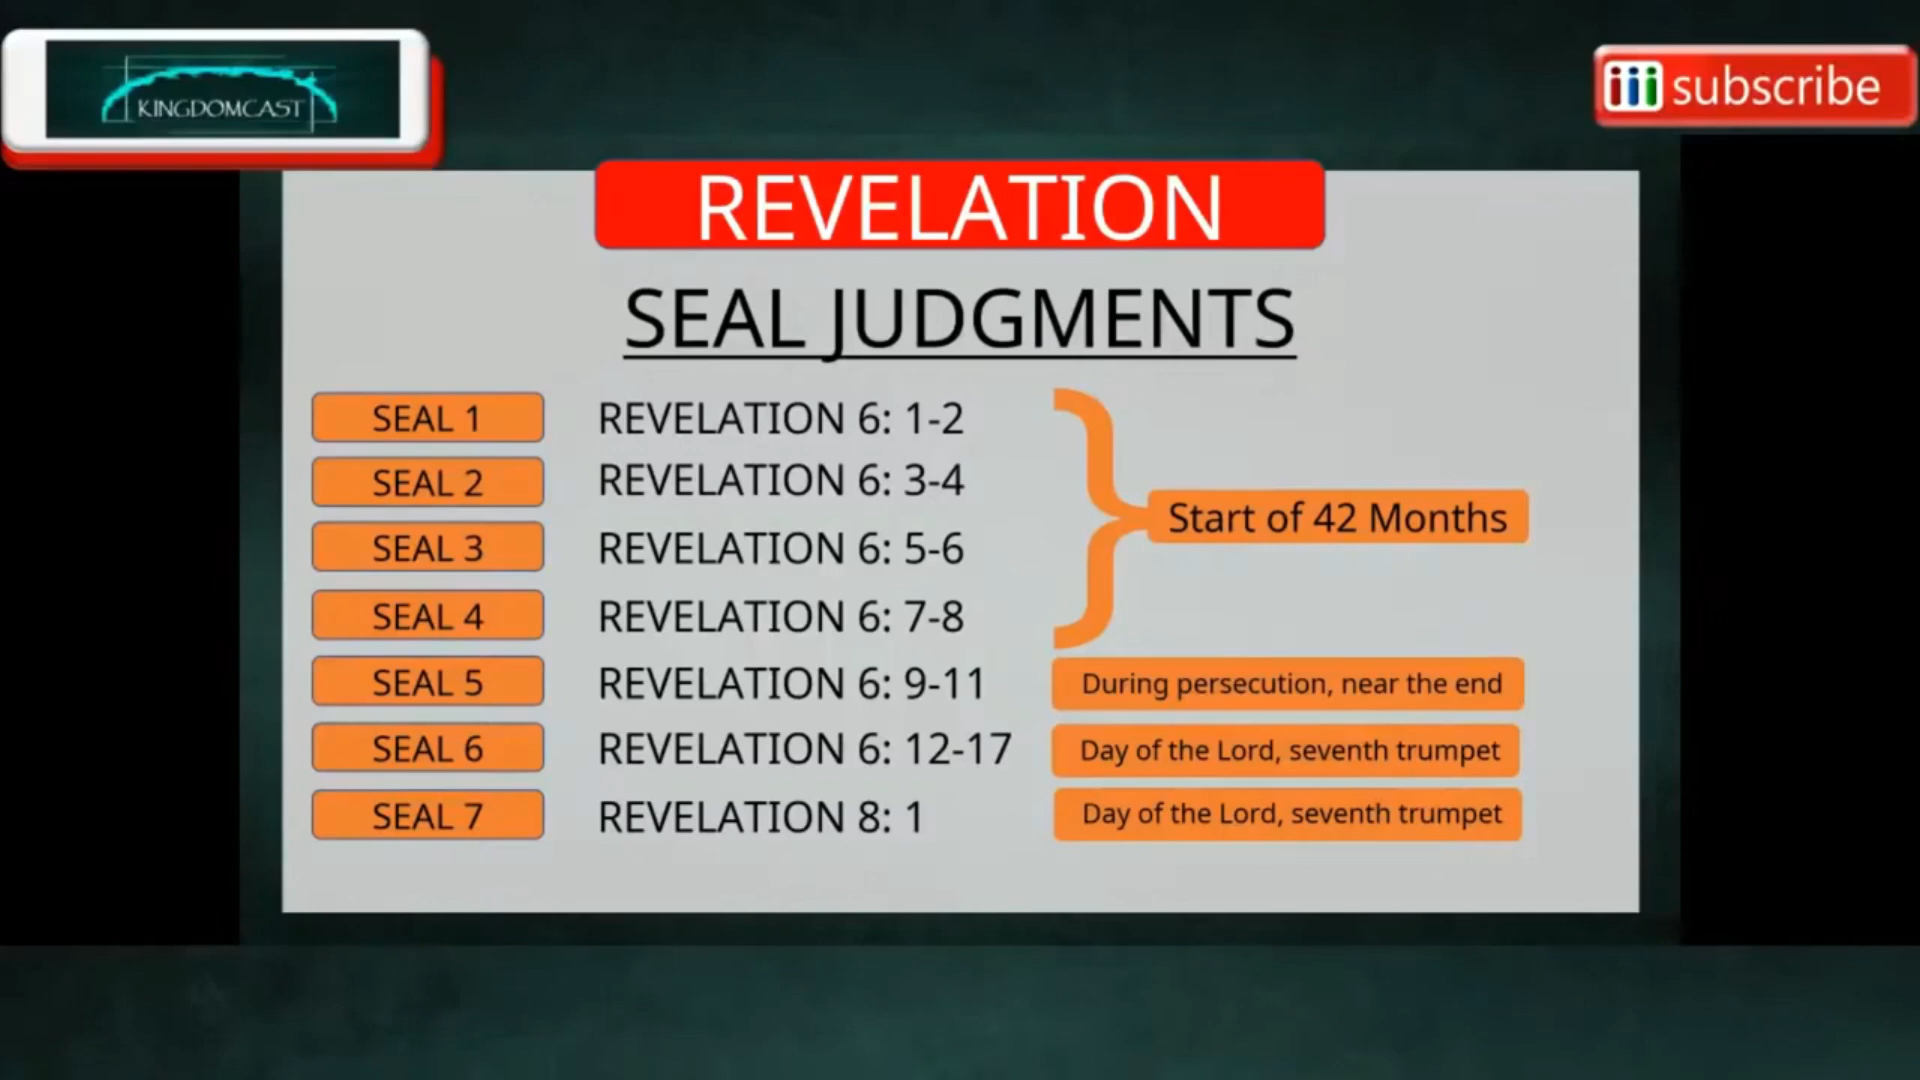 KINGDOMCAST
subscribe
REVELATION
SEAL JUDGMENTS
SEAL 1 REVELATION 6: 1-2
SEAL 2 REVELATION 6: 3-4
SEAL 3 REVELATION 6: 5-6
SEAL 4 REVELATION 6: 7-8
Start of 42 Months
SEAL 5 REVELATION 6: 9-11 During persecution, near the end
SEAL 6 REVELATION 6: 12-17 Day of the Lord, seventh trumpet
SEAL 7 REVELATION 8: 1 Day of the Lord, seventh trumpet